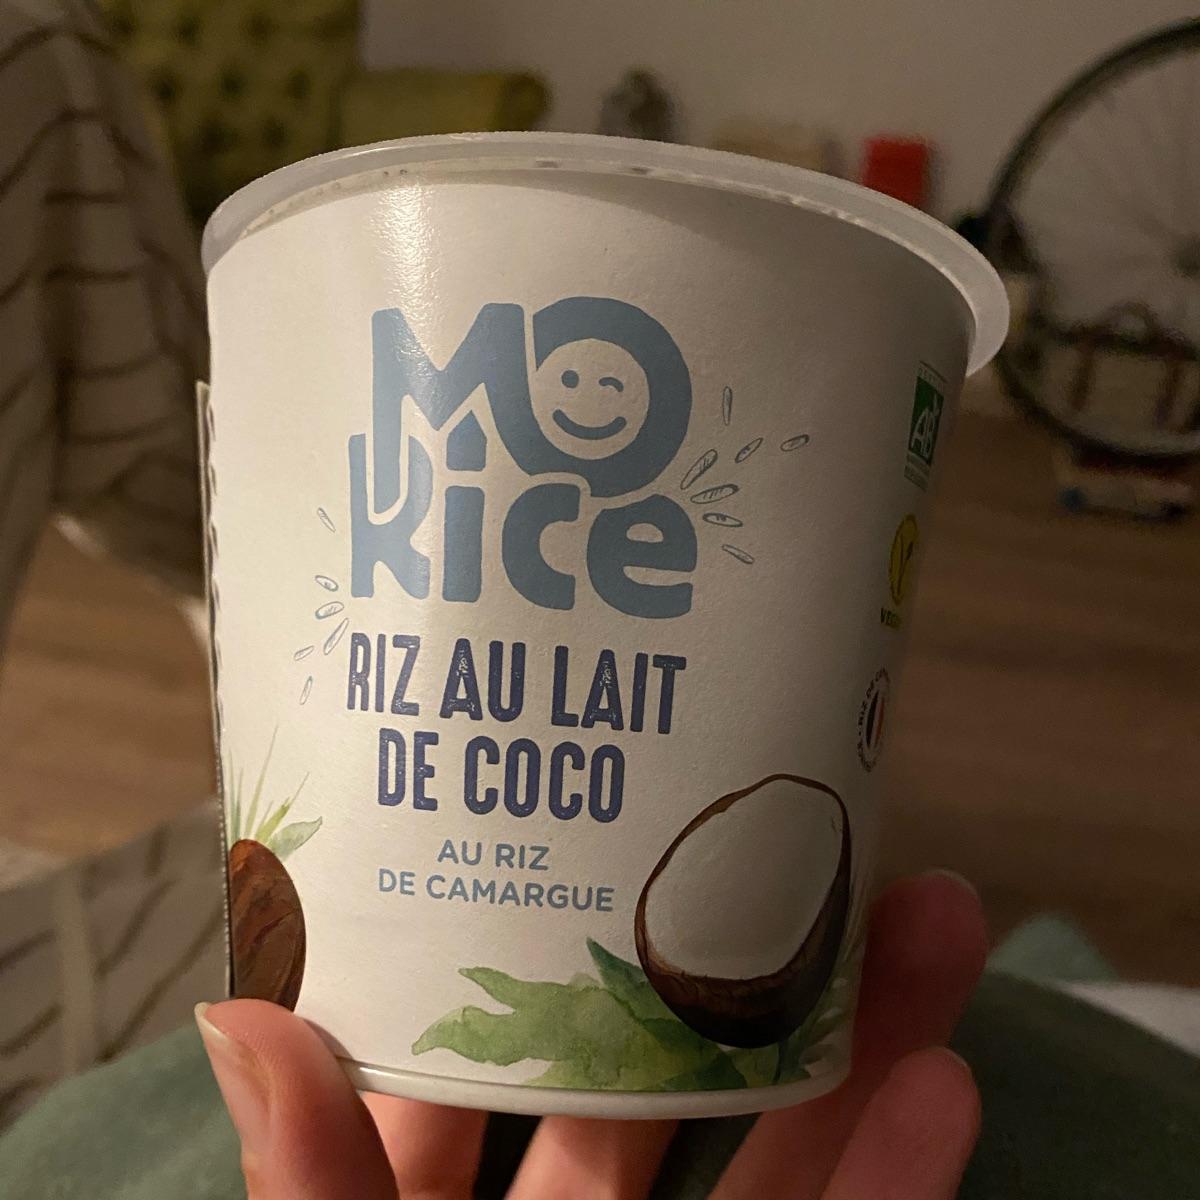 MO
RICE
RIZ AU LAIT
DE COCO
AU RIZ
DE CAMARGUE
AB